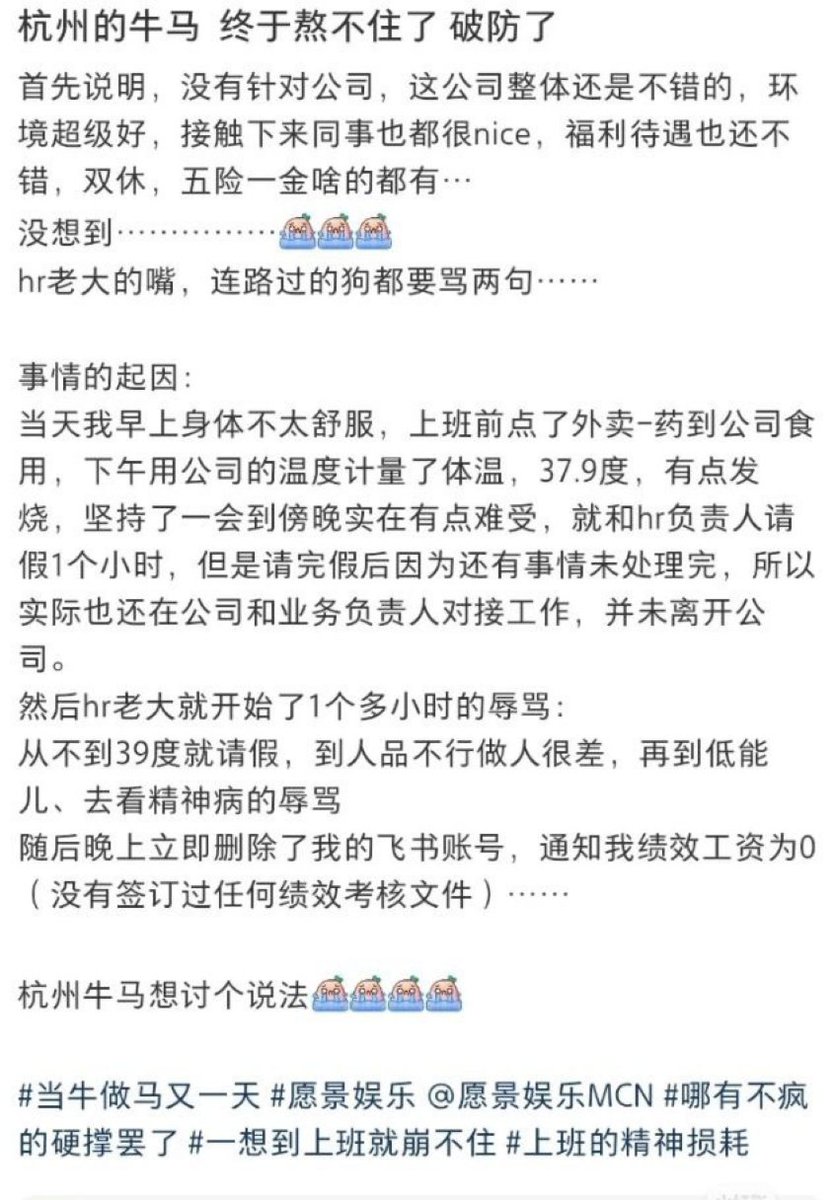 杭州的牛马 终于熬不住了 破防了
首先说明，没有针对公司，这公司整体还是不错的，环
境超级好，接触下来同事也都很nice，福利待遇也还不
错，双休，五险一金啥的都有…
没想到……………
hr老大的嘴，连路过的狗都要骂两句……
事情的起因：
当天我早上身体不太舒服，上班前点了外卖-药到公司食
用，下午用公司的温度计量了体温，37.9度，有点发
烧，坚持了一会到傍晚实在有点难受，就和hr负责人请
假1个小时，但是请完假后因为还有事情未处理完，所以
实际也还在公司和业务负责人对接工作，并未离开公
司。
然后hr老大就开始了1个多小时的辱骂：
从不到39度就请假，到人品不行做人很差，再到低能
儿、去看精神病的辱骂
随后晚上立即删除了我的飞书账号，通知我绩效工资为0
（没有签订过任何绩效考核文件）……
杭州牛马想讨个说法
#当牛做马又一天 #愿景娱乐 @愿景娱乐MCN #哪有不疯
的硬撑罢了 #一想到上班就崩不住 #上班的精神损耗